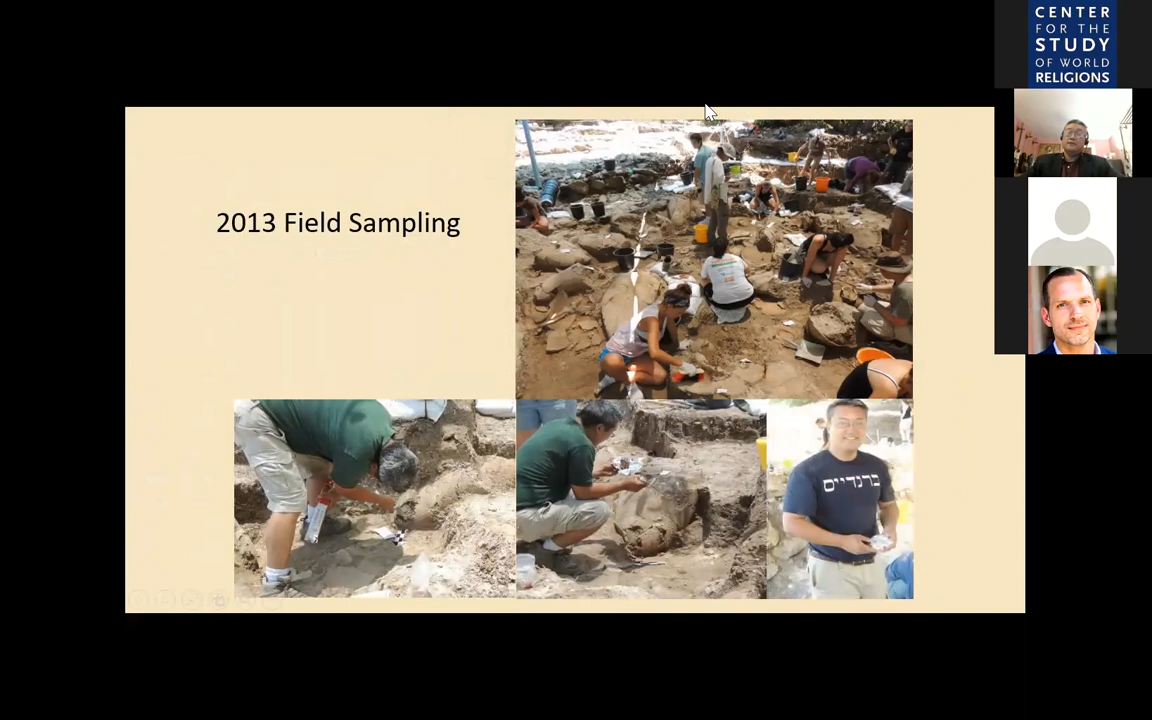 2013 Field Sampling
ברנדייס
CENTER
FOR THE
STUDY
OF WORLD
RELIGIONS